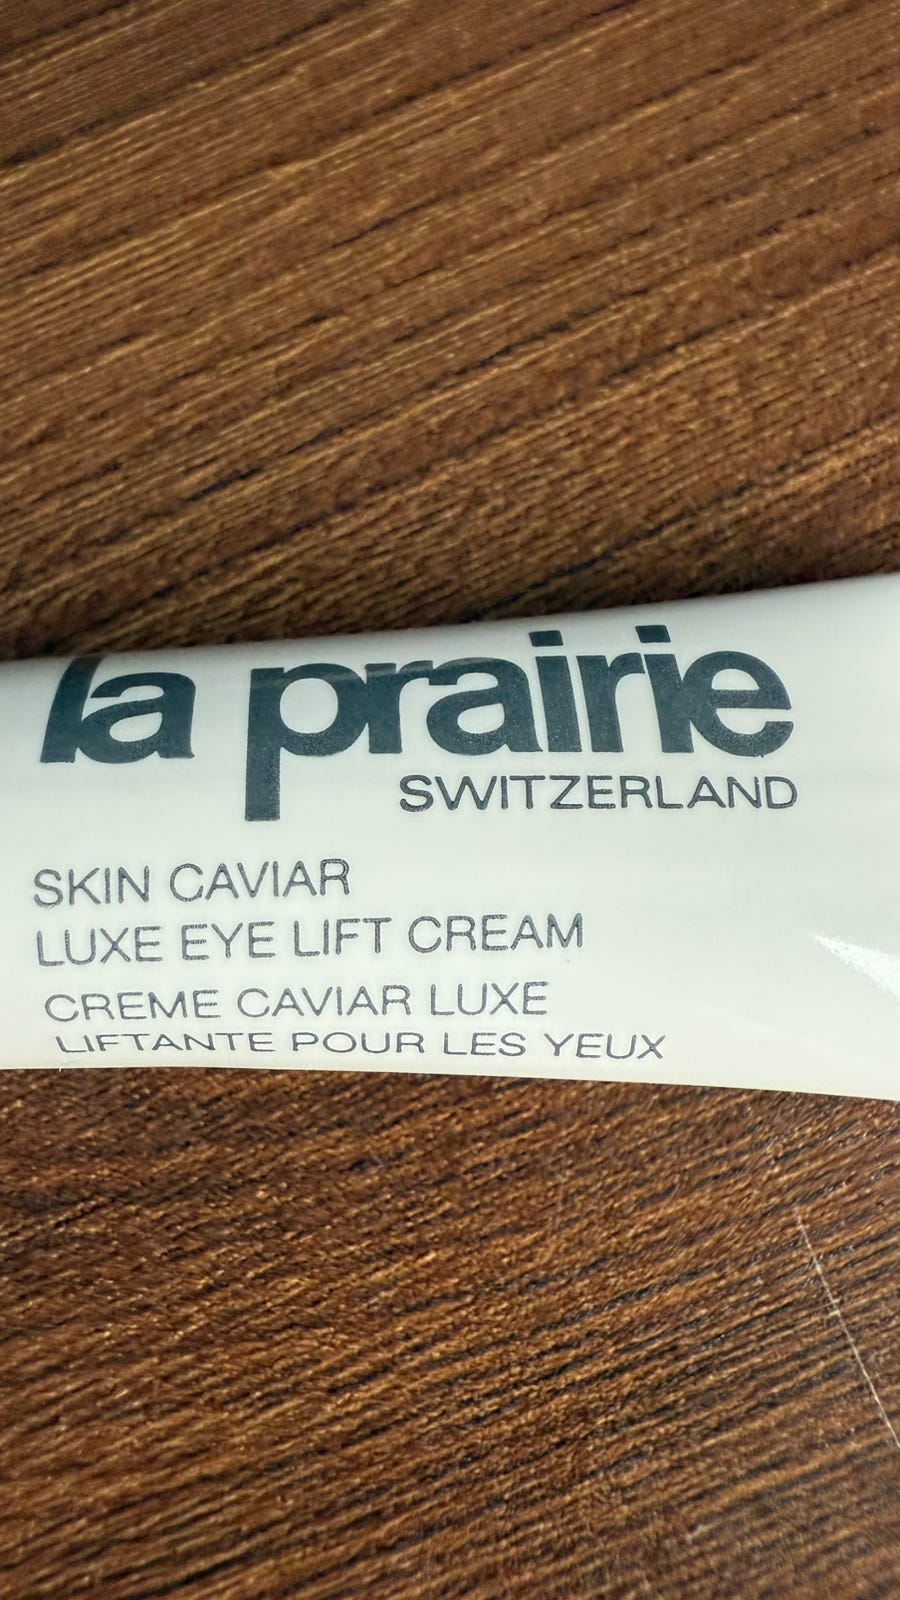 la prairie
SWITZERLAND
SKIN CAVIAR
LUXE EYE LIFT CREAM
CREME CAVIAR LUXE
LIFTANTE POUR LES YEUX